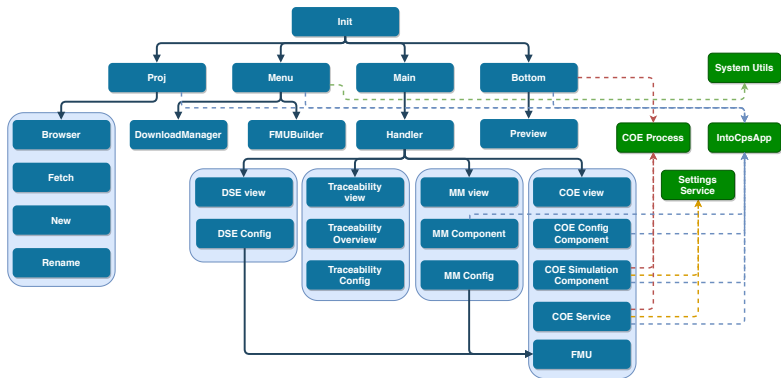 Init
System Utils
Proj
Menu
Main
Bottom
Browser
DownloadManager
FMUBuilder
Handler
Preview
COE Process
IntoCpsApp
Fetch
New
Rename
DSE view
DSE Config
Traceability
view
Traceability
Overview
Traceability
Config
MM view
MM Component
MM Config
COE view
COE Config
Component
COE Simulation
Component
COE Service
FMU
Settings
Service